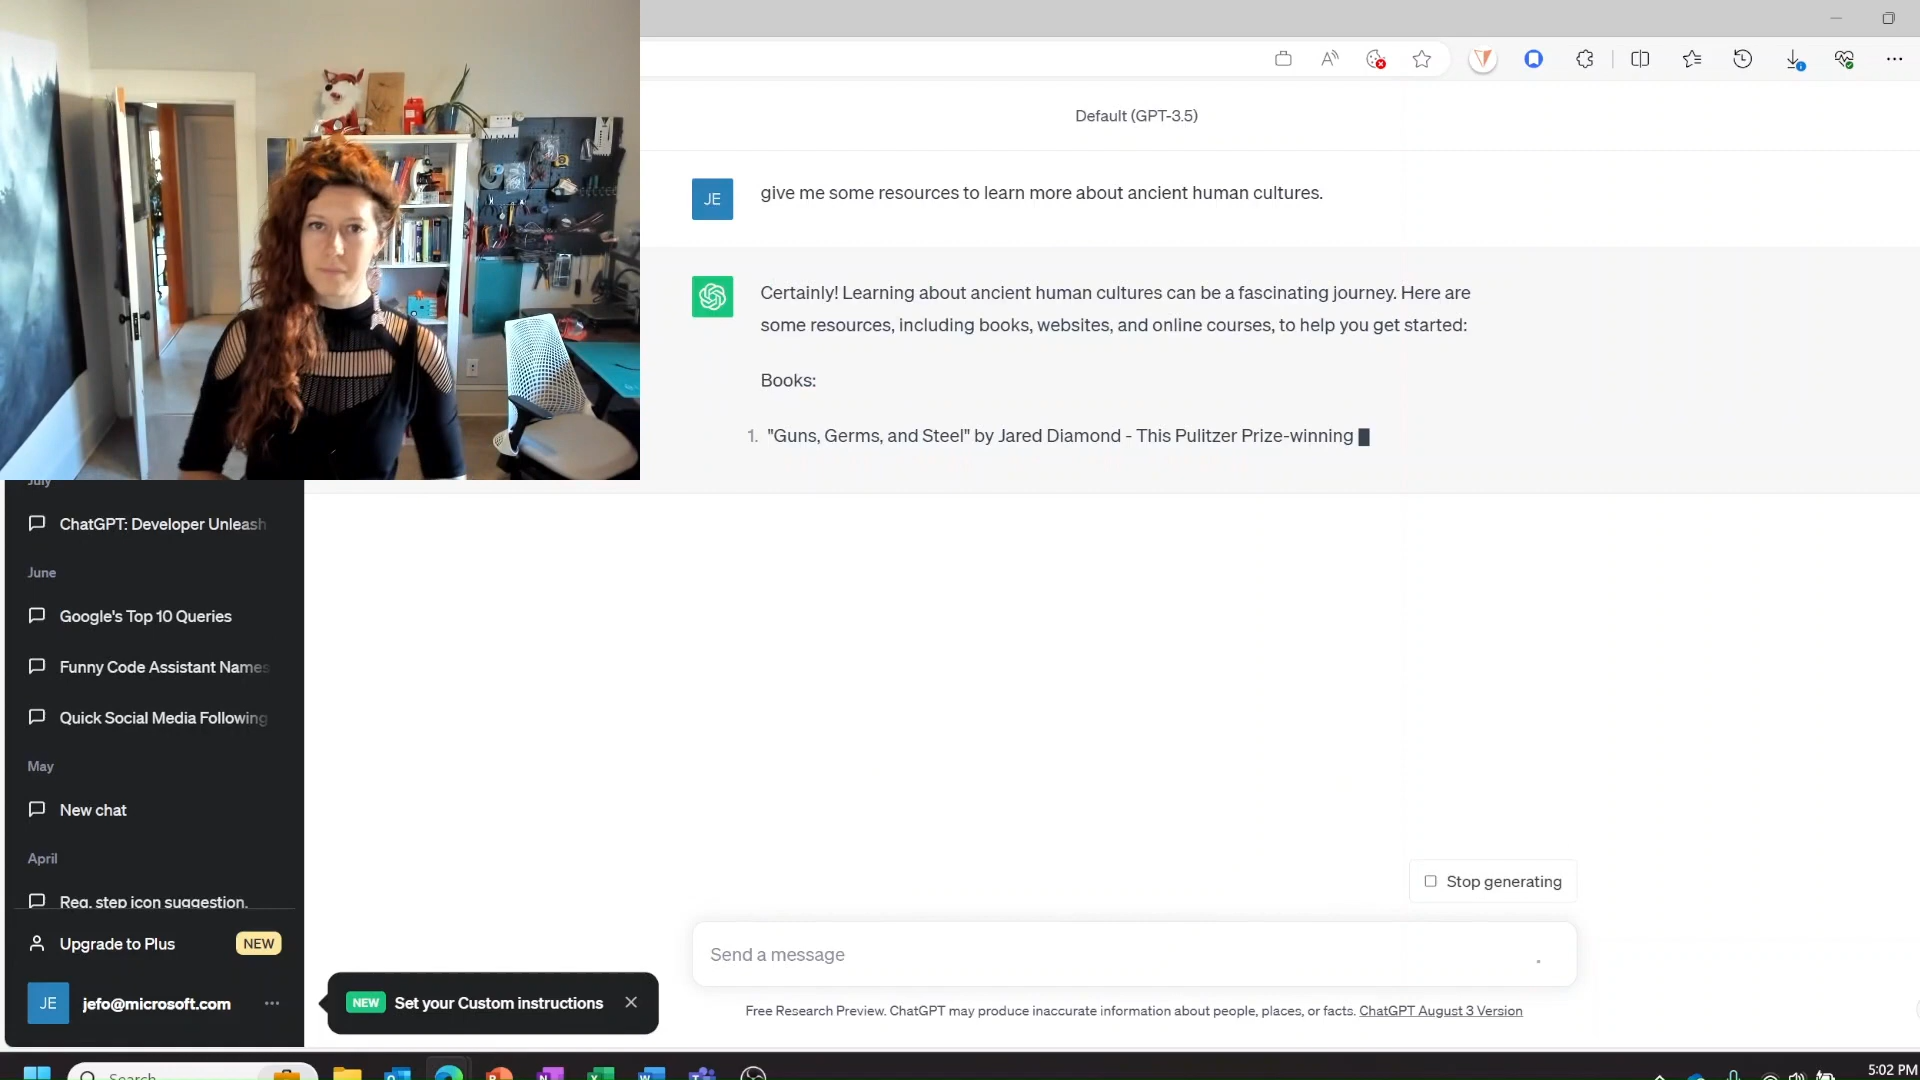 Default (GPT-3.5)
JE
give me some resources to learn more about ancient human cultures.
Certainly! Learning about ancient human cultures can be a fascinating journey. Here are
some resources, including books, websites, and online courses, to help you get started:
Books:
1. "Guns, Germs, and Steel" by Jared Diamond - This Pulitzer Prize-winning
July
ChatGPT: Developer Unleash
June
Google's Top 10 Queries
Funny Code Assistant Names
Quick Social Media Following
May
New chat
April
Reg. step icon suggestion.
Upgrade to Plus NEW
JE jefo@microsoft.com
NEW Set your Custom instructions
Stop generating
Send a message
Free Research Preview. ChatGPT may produce inaccurate information about people, places, or facts. ChatGPT August 3 Version
Search
5:02 PM